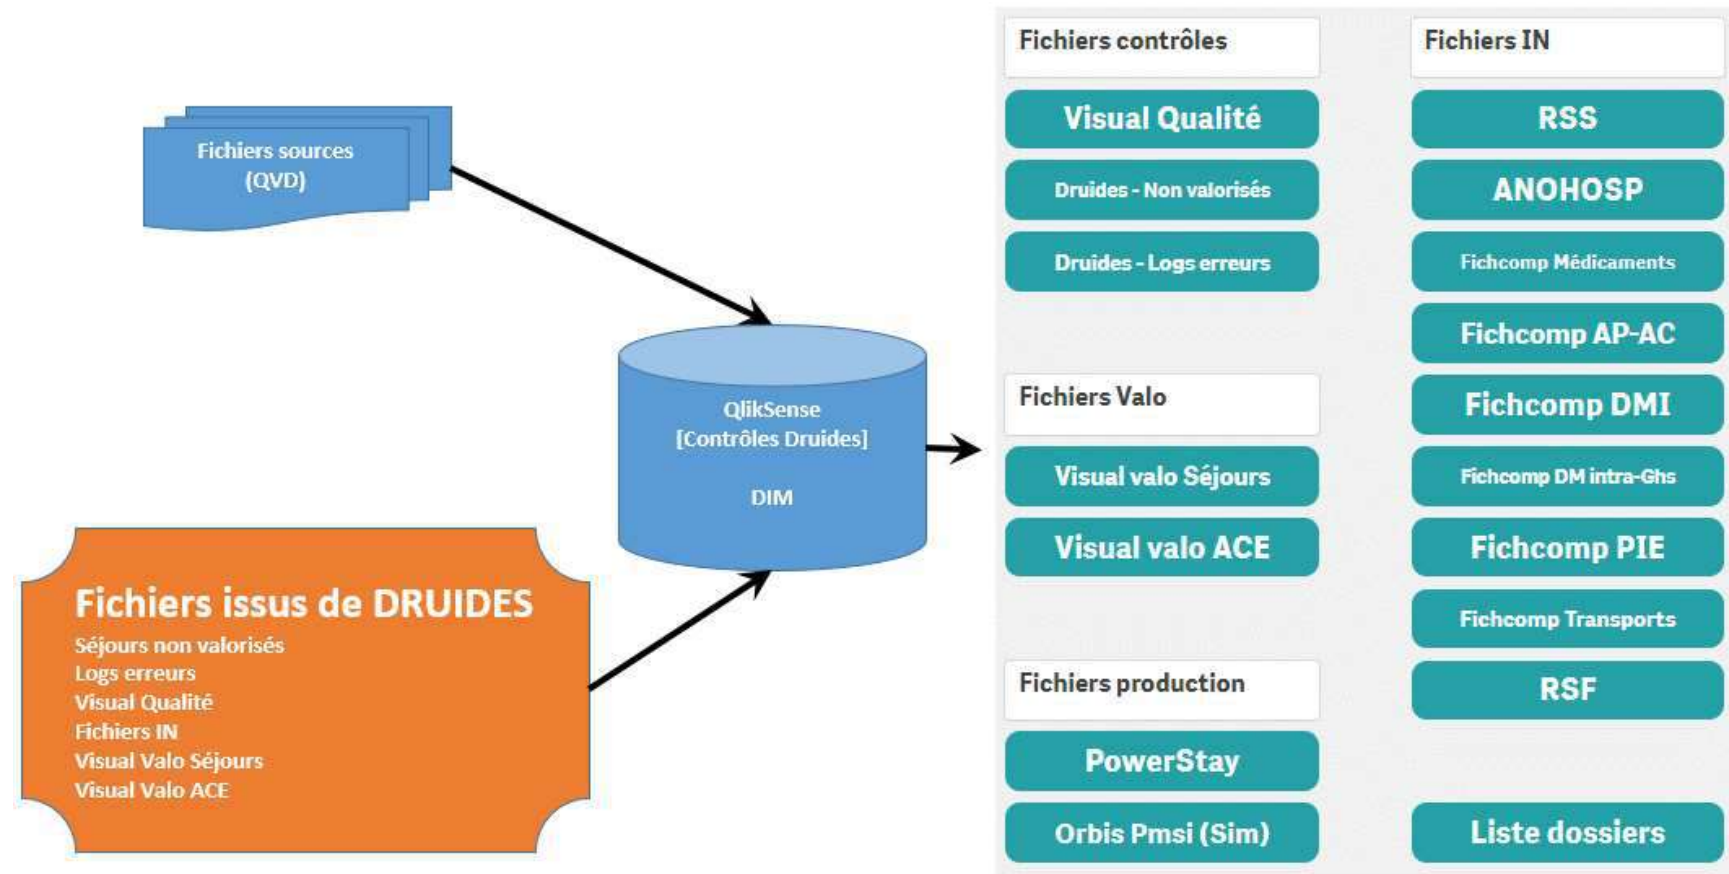 Fichiers sources
(QVD)
QlikSense
[Contrôles Druides]
DIM
Fichiers issus de DRUIDES
Séjours non valorisés
Logs erreurs
Visual Qualité
Fichiers IN
Visual Valo Séjours
Visual Valo ACE
Fichiers contrôles
Visual Qualité
Druides - Non valorisés
Druides - Logs erreurs
Fichiers Valo
Visual valo Séjours
Visual valo ACE
Fichiers production
PowerStay
Orbis Pmsi (Sim)
Fichiers IN
RSS
ANOHOSP
Fichcomp Médicaments
Fichcomp AP-AC
Fichcomp DMI
Fichcomp DM intra-Ghs
Fichcomp PIE
Fichcomp Transports
RSF
Liste dossiers